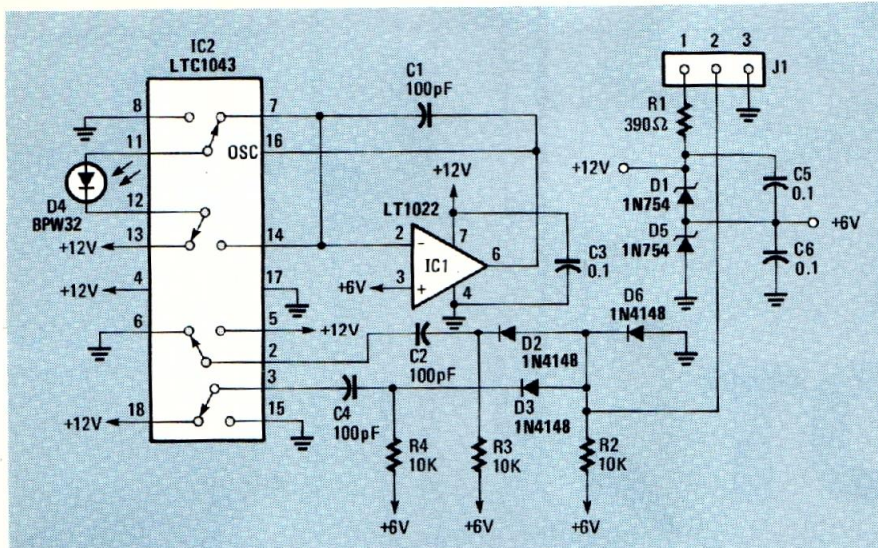 IC2
LTC1043
8
7
11
16
OSC
12
13
14
4
17
6
5
2
3
18
15
D4
BPW32
+12V
+12V
+12V
+12V
C1
100pF
+12V
LT1022
2
-
7
6
IC1
3
+
4
+6V
C3
0.1
C2
100pF
C4
100pF
D2
1N4148
D3
1N4148
D6
1N4148
R4
10K
R3
10K
R2
10K
+6V
+6V
+6V
1 2 3
J1
R1
390Ω
+12V
D1
1N754
D5
1N754
C5
0.1
+6V
C6
0.1